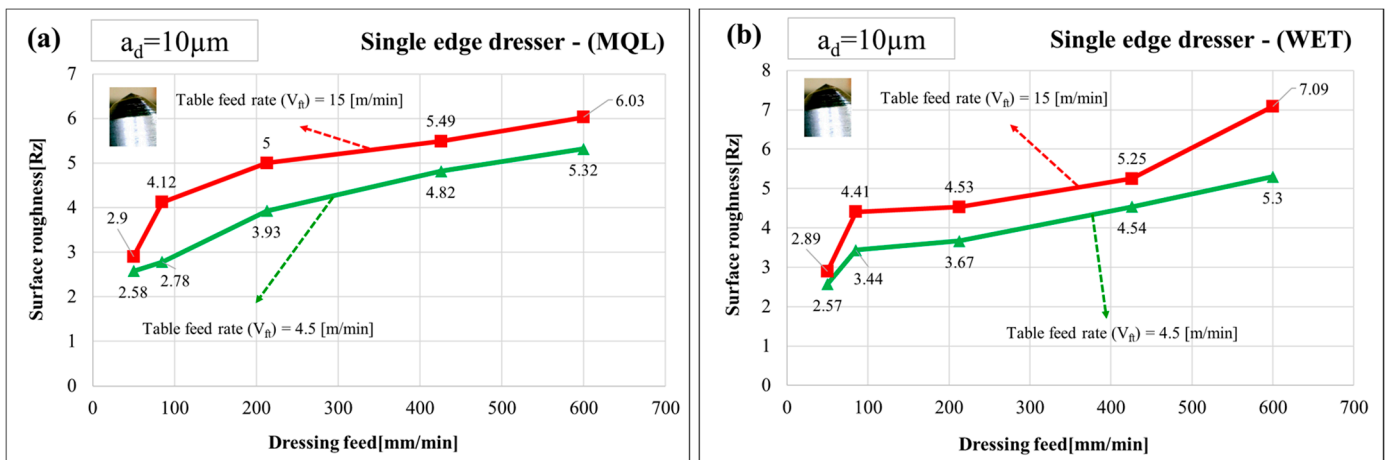 (a)
a_d=10μm
Single edge dresser - (MQL)
Surface roughness[Rz]
7
6
5
4
3
2
1
0
Table feed rate (V_ft) = 15 [m/min]
2.9
4.12
5
5.49
6.03
2.58
2.78
3.93
4.82
5.32
Table feed rate (V_ft) = 4.5 [m/min]
0 100 200 300 400 500 600 700
Dressing feed[mm/min]
(b)
a_d=10μm
Single edge dresser - (WET)
Surface roughness[Rz]
8
7
6
5
4
3
2
1
0
Table feed rate (V_ft) = 15 [m/min]
2.89
4.41
4.53
5.25
7.09
2.57
3.44
3.67
4.54
5.3
Table feed rate (V_ft) = 4.5 [m/min]
0 100 200 300 400 500 600 700
Dressing feed[mm/min]